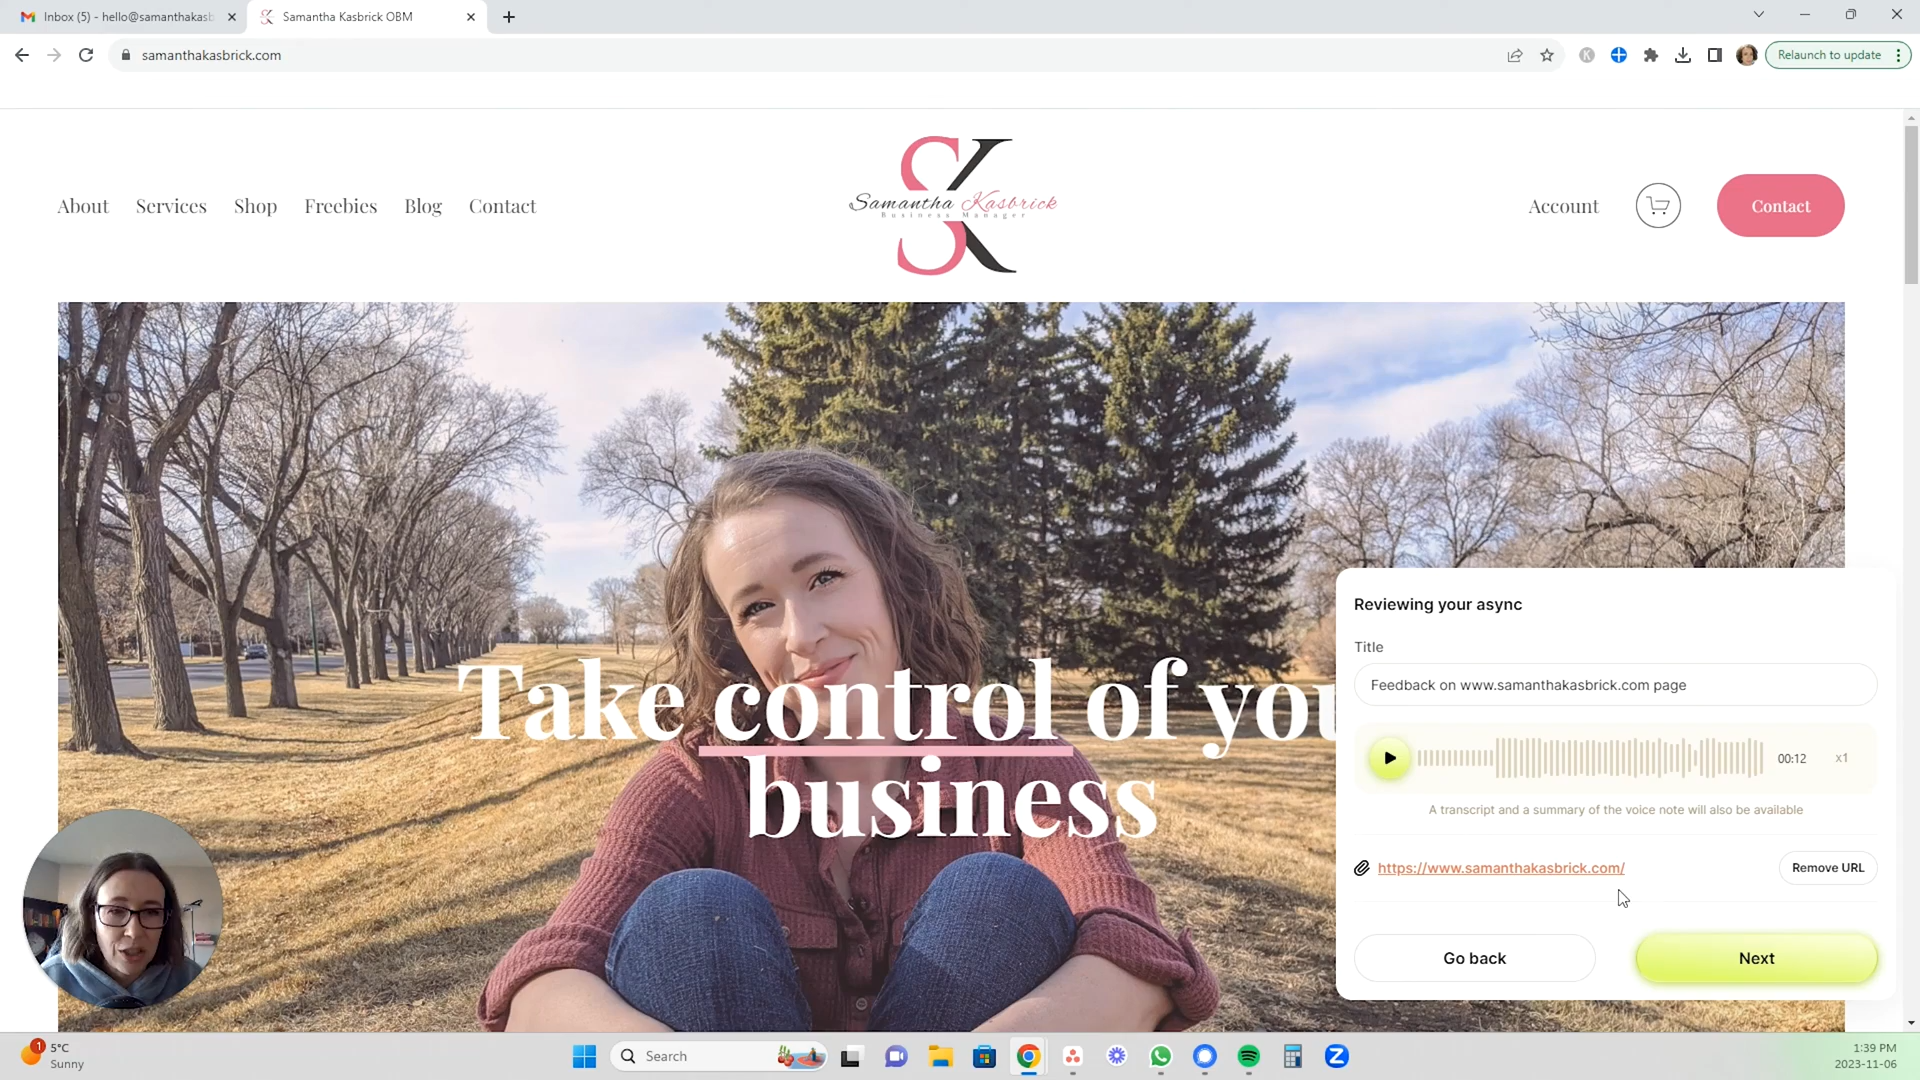 Inbox (5) - hello@samanthakasb
Samantha Kasbrick OBM
samanthakasbrick.com
Relaunch to update
About
Services
Shop
Freebies
Blog
Contact
Samantha Kasbrick
Business Manager
Account
Contact
Take control of you
business
Reviewing your async
Title
Feedback on www.samanthakasbrick.com page
00:12
x1
A transcript and a summary of the voice note will also be available
https://www.samanthakasbrick.com/
Remove URL
Go back
Next
1
5°C
Sunny
Search
1:39 PM
2023-11-06